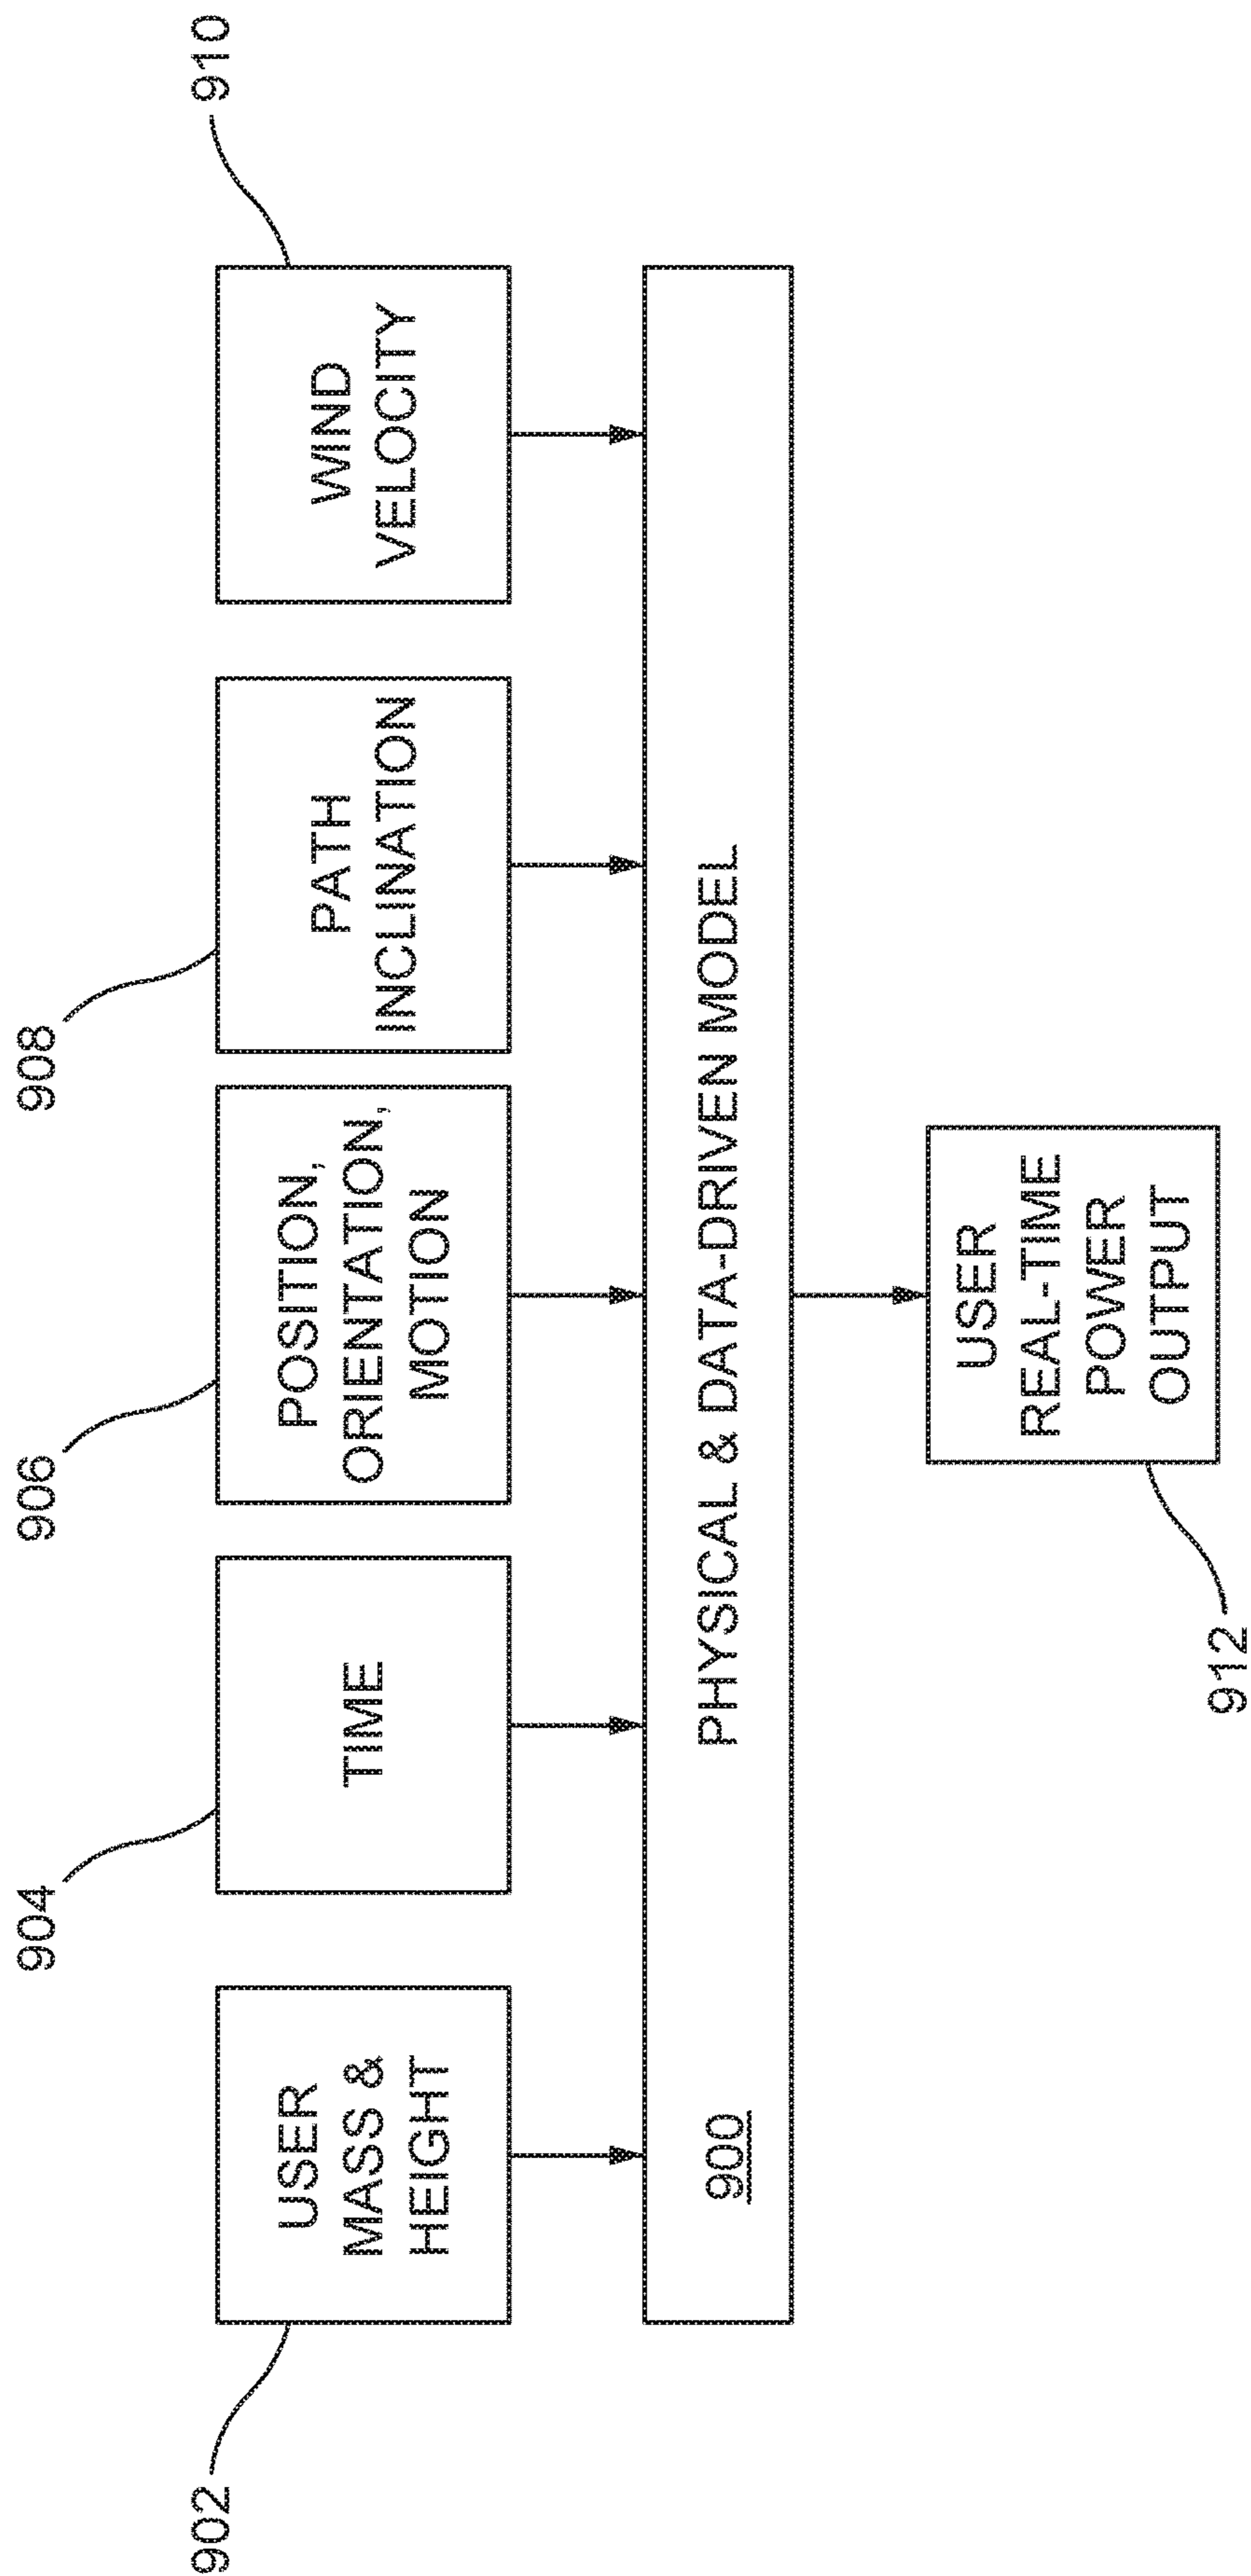 904
906
908
902
910
USER
MASS &
HEIGHT
TIME
POSITION,
ORIENTATION,
MOTION
PATH
INCLINATION
WIND
VELOCITY
900
PHYSICAL & DATA-DRIVEN MODEL
USER
REAL-TIME
POWER
OUTPUT
912